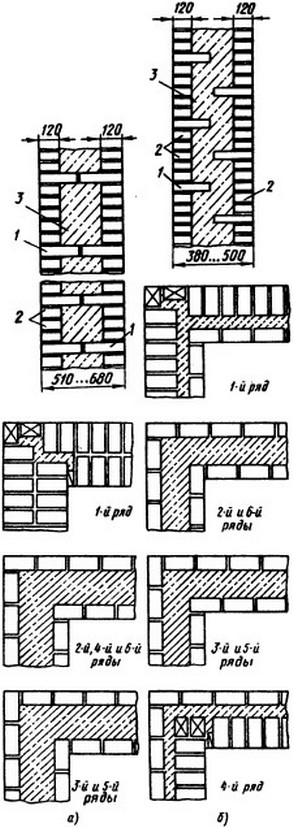 120
120
3
2
1
2
380...500
120
120
3
1
2
1
510...680
1-й ряд
1-й ряд
2-й и 6-й
ряды
2-й, 4-й и 6-й
ряды
3-й и 5-й
ряды
3-й и 5-й
ряды
4-й ряд
а)
б)